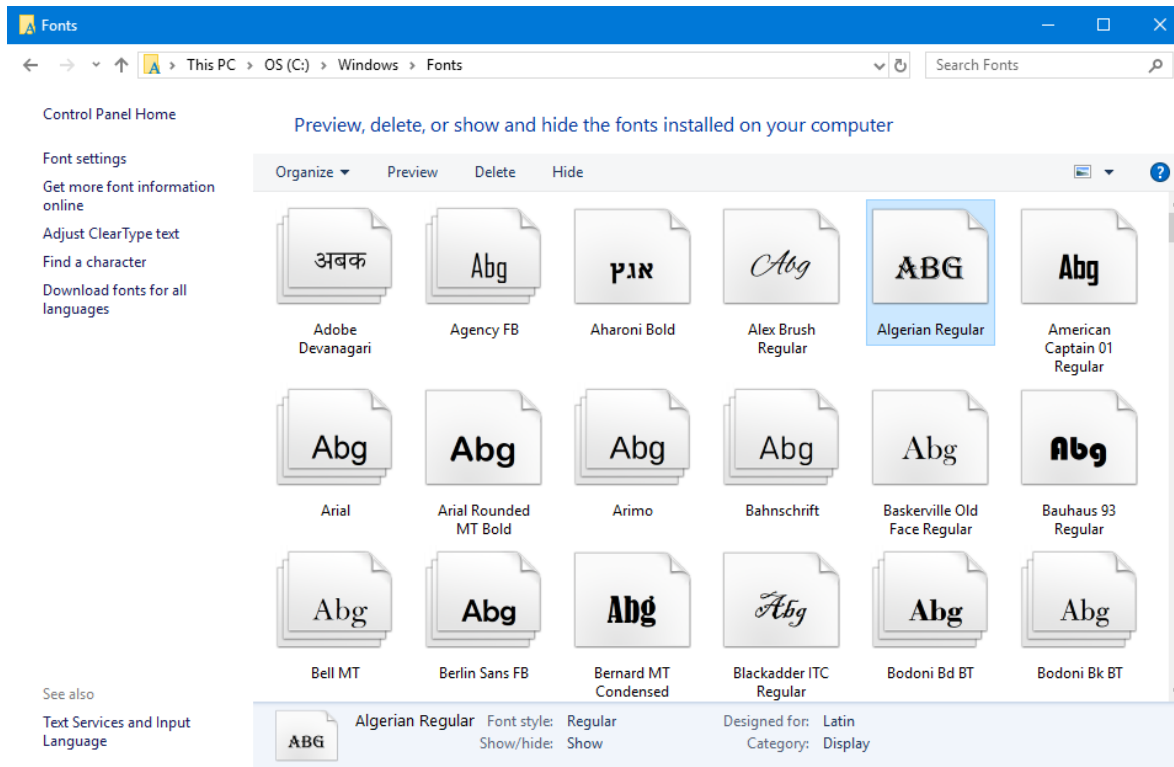 Fonts
This PC > OS (C:) > Windows > Fonts
Search Fonts
Control Panel Home
Font settings
Get more font information
online
Adjust ClearType text
Find a character
Download fonts for all
languages
See also
Text Services and Input
Language
Preview, delete, or show and hide the fonts installed on your computer
Organize Preview Delete Hide
?
अबक Abg אגץ Abg ABG Abg
Adobe
Devanagari
Agency FB
Aharoni Bold
Alex Brush
Regular
Algerian Regular
American
Captain 01
Regular
Abg Abg Abg Abg Abg Abg
Arial
Arial Rounded
MT Bold
Arimo
Bahnschrift
Baskerville Old
Face Regular
Bauhaus 93
Regular
Abg Abg Abg Abg Abg Abg
Bell MT
Berlin Sans FB
Bernard MT
Condensed
Blackadder ITC
Regular
Bodoni Bd BT
Bodoni Bk BT
ABG
Algerian Regular Font style: Regular Designed for: Latin
Show/hide: Show Category: Display